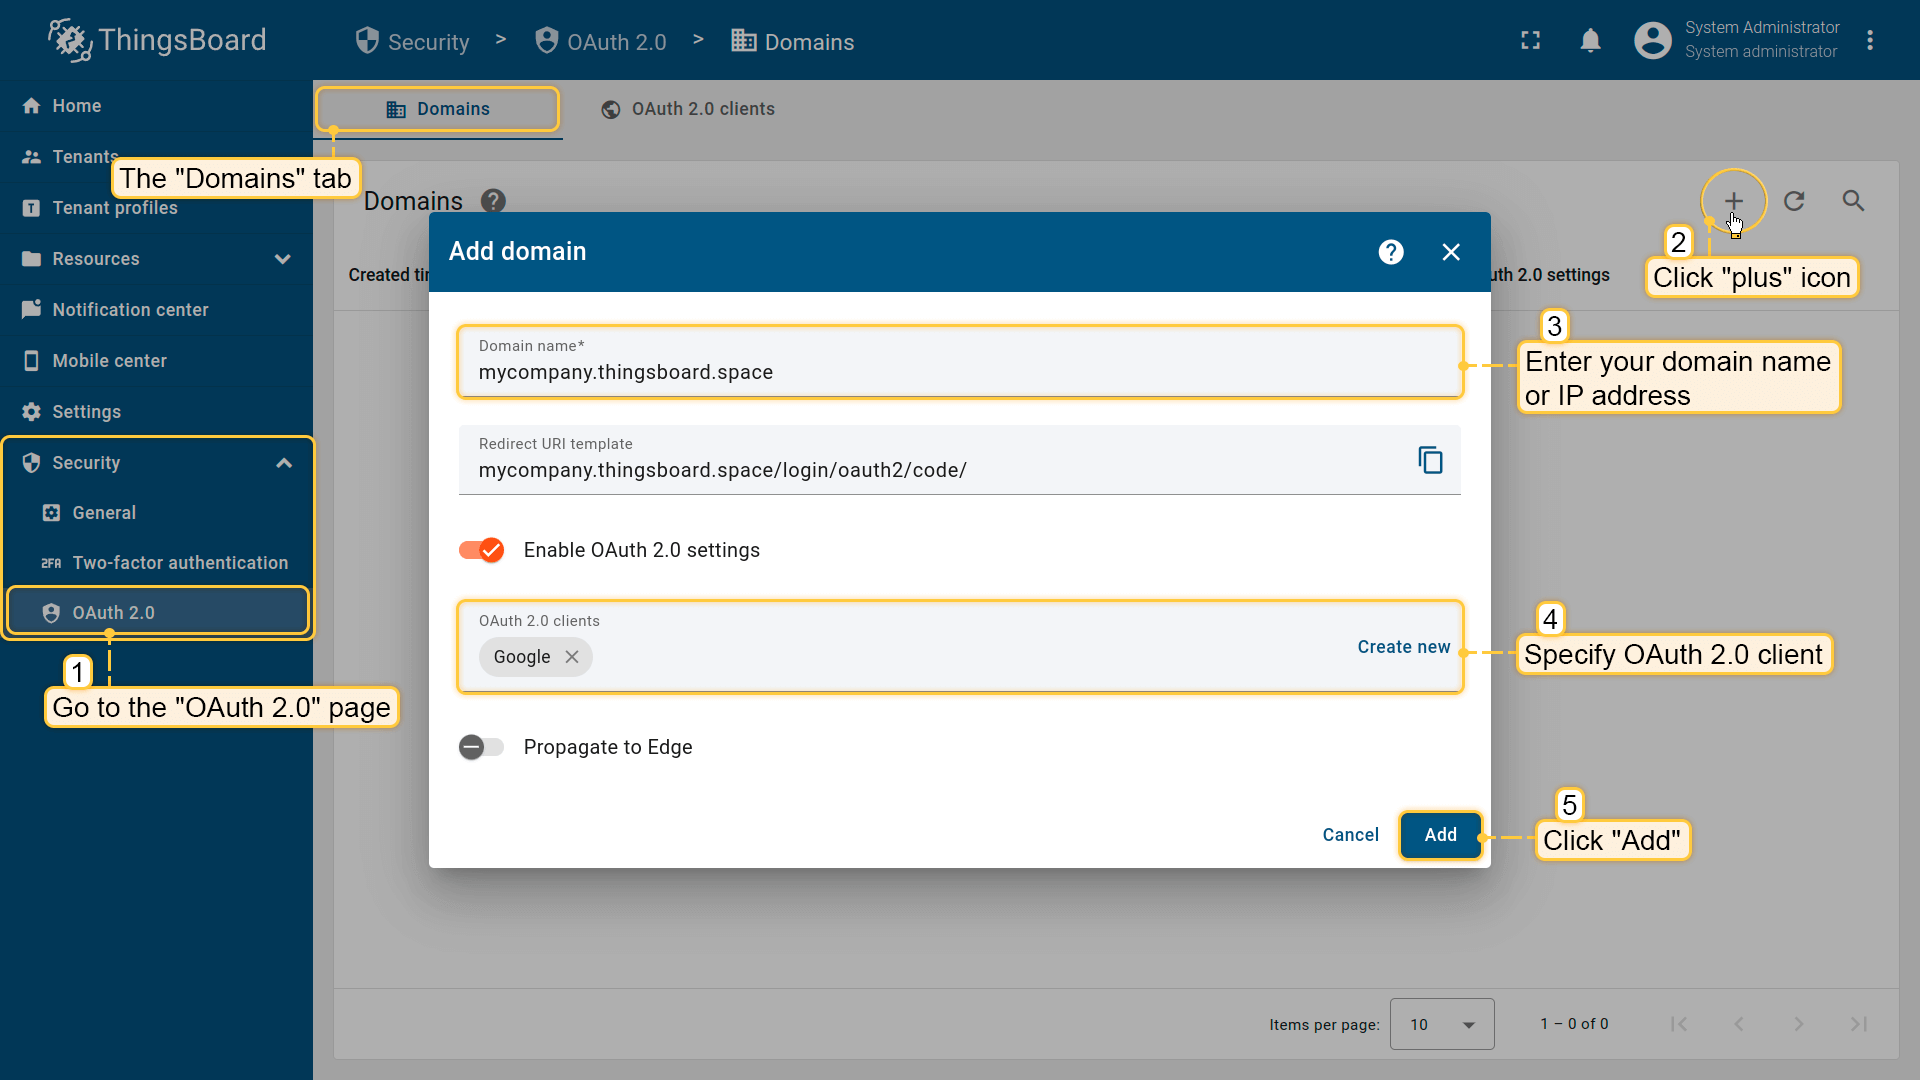 ThingsBoard
Security > OAuth 2.0 > Domains
System Administrator
System administrator
Home
Tenants
Tenant profiles
Resources
Notification center
Mobile center
Settings
Security
General
2FA Two-factor authentication
OAuth 2.0
1
Go to the "OAuth 2.0" page
Domains
OAuth 2.0 clients
The "Domains" tab
Domains
2
Click "plus" icon
Created ti
uth 2.0 settings
Add domain
Domain name*
mycompany.thingsboard.space
3
Enter your domain name
or IP address
Redirect URI template
mycompany.thingsboard.space/login/oauth2/code/
Enable OAuth 2.0 settings
OAuth 2.0 clients
Google
Create new
4
Specify OAuth 2.0 client
Propagate to Edge
Cancel
Add
5
Click "Add"
Items per page:
10
1 – 0 of 0